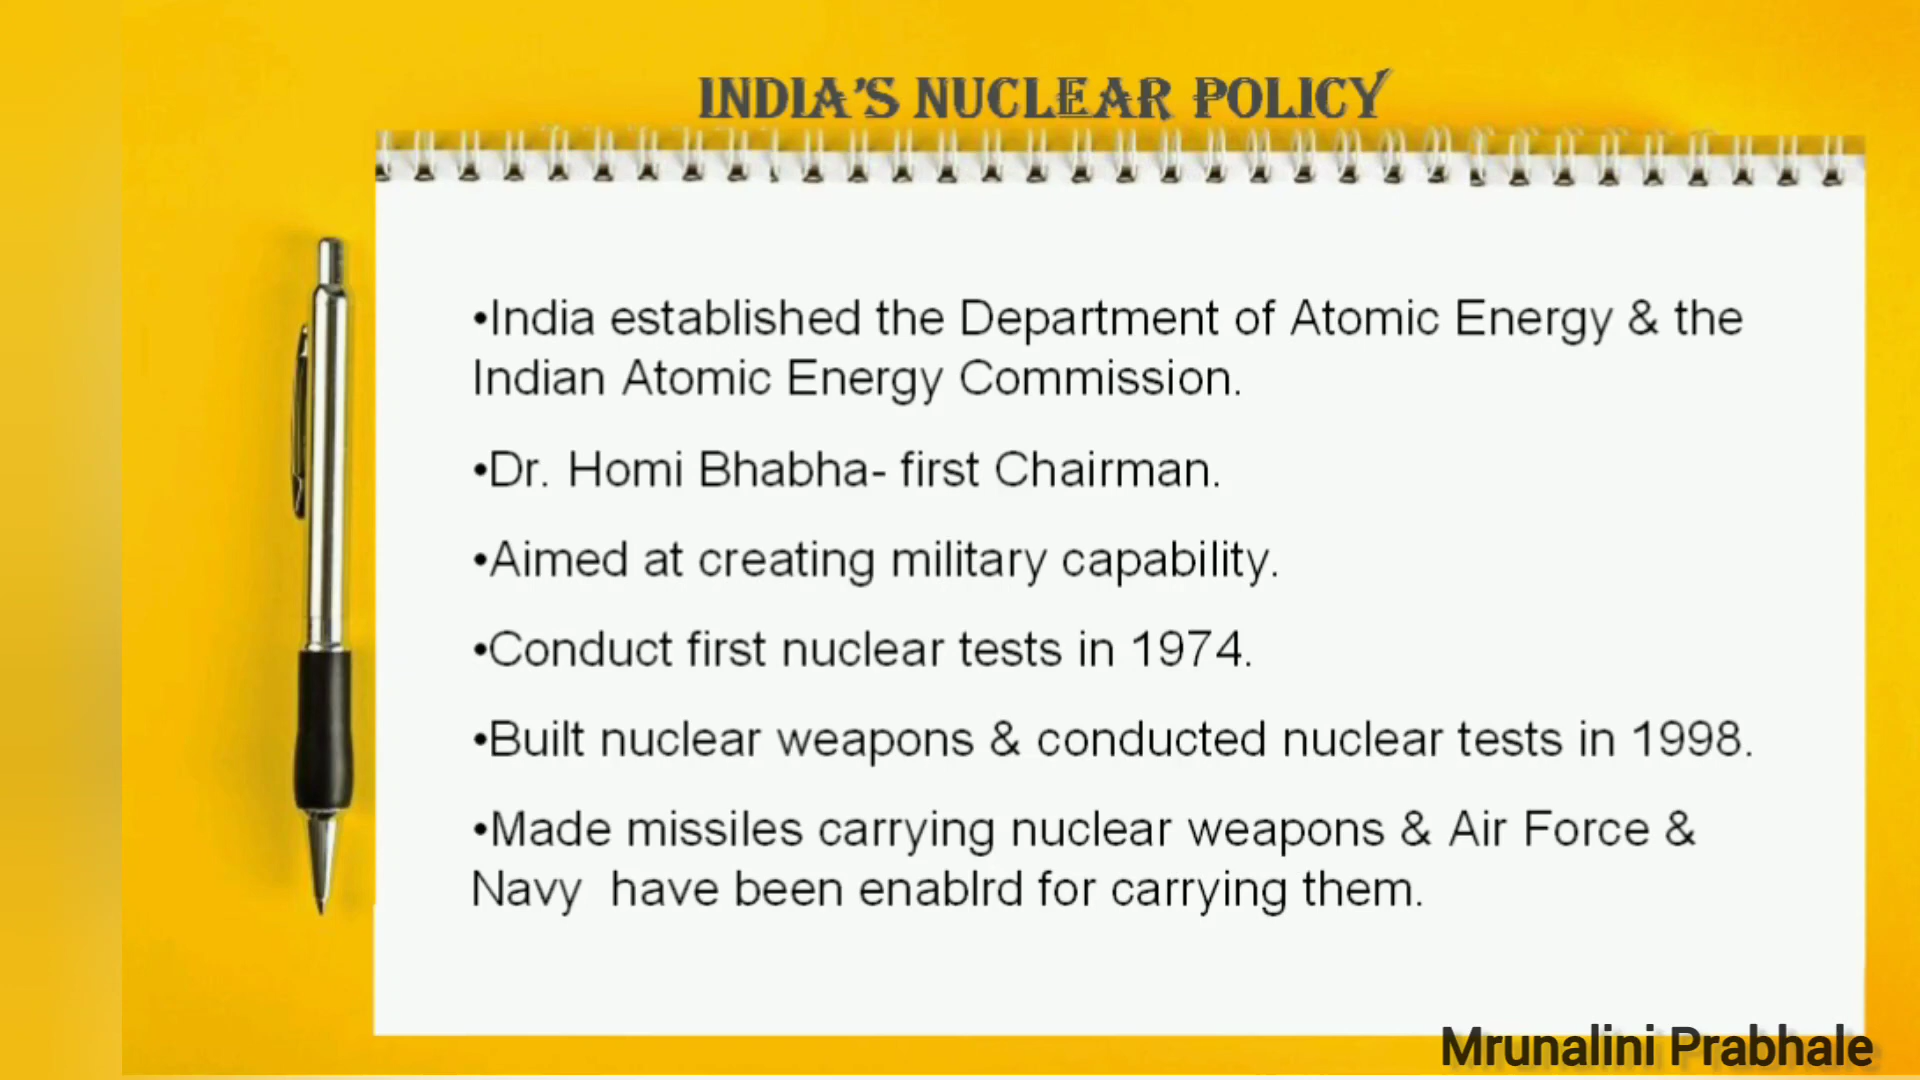 INDIA'S NUCLEAR POLICY
•India established the Department of Atomic Energy & the
Indian Atomic Energy Commission.
•Dr. Homi Bhabha- first Chairman.
•Aimed at creating military capability.
•Conduct first nuclear tests in 1974.
•Built nuclear weapons & conducted nuclear tests in 1998.
•Made missiles carrying nuclear weapons & Air Force &
Navy  have been enablrd for carrying them.
Mrunalini Prabhale